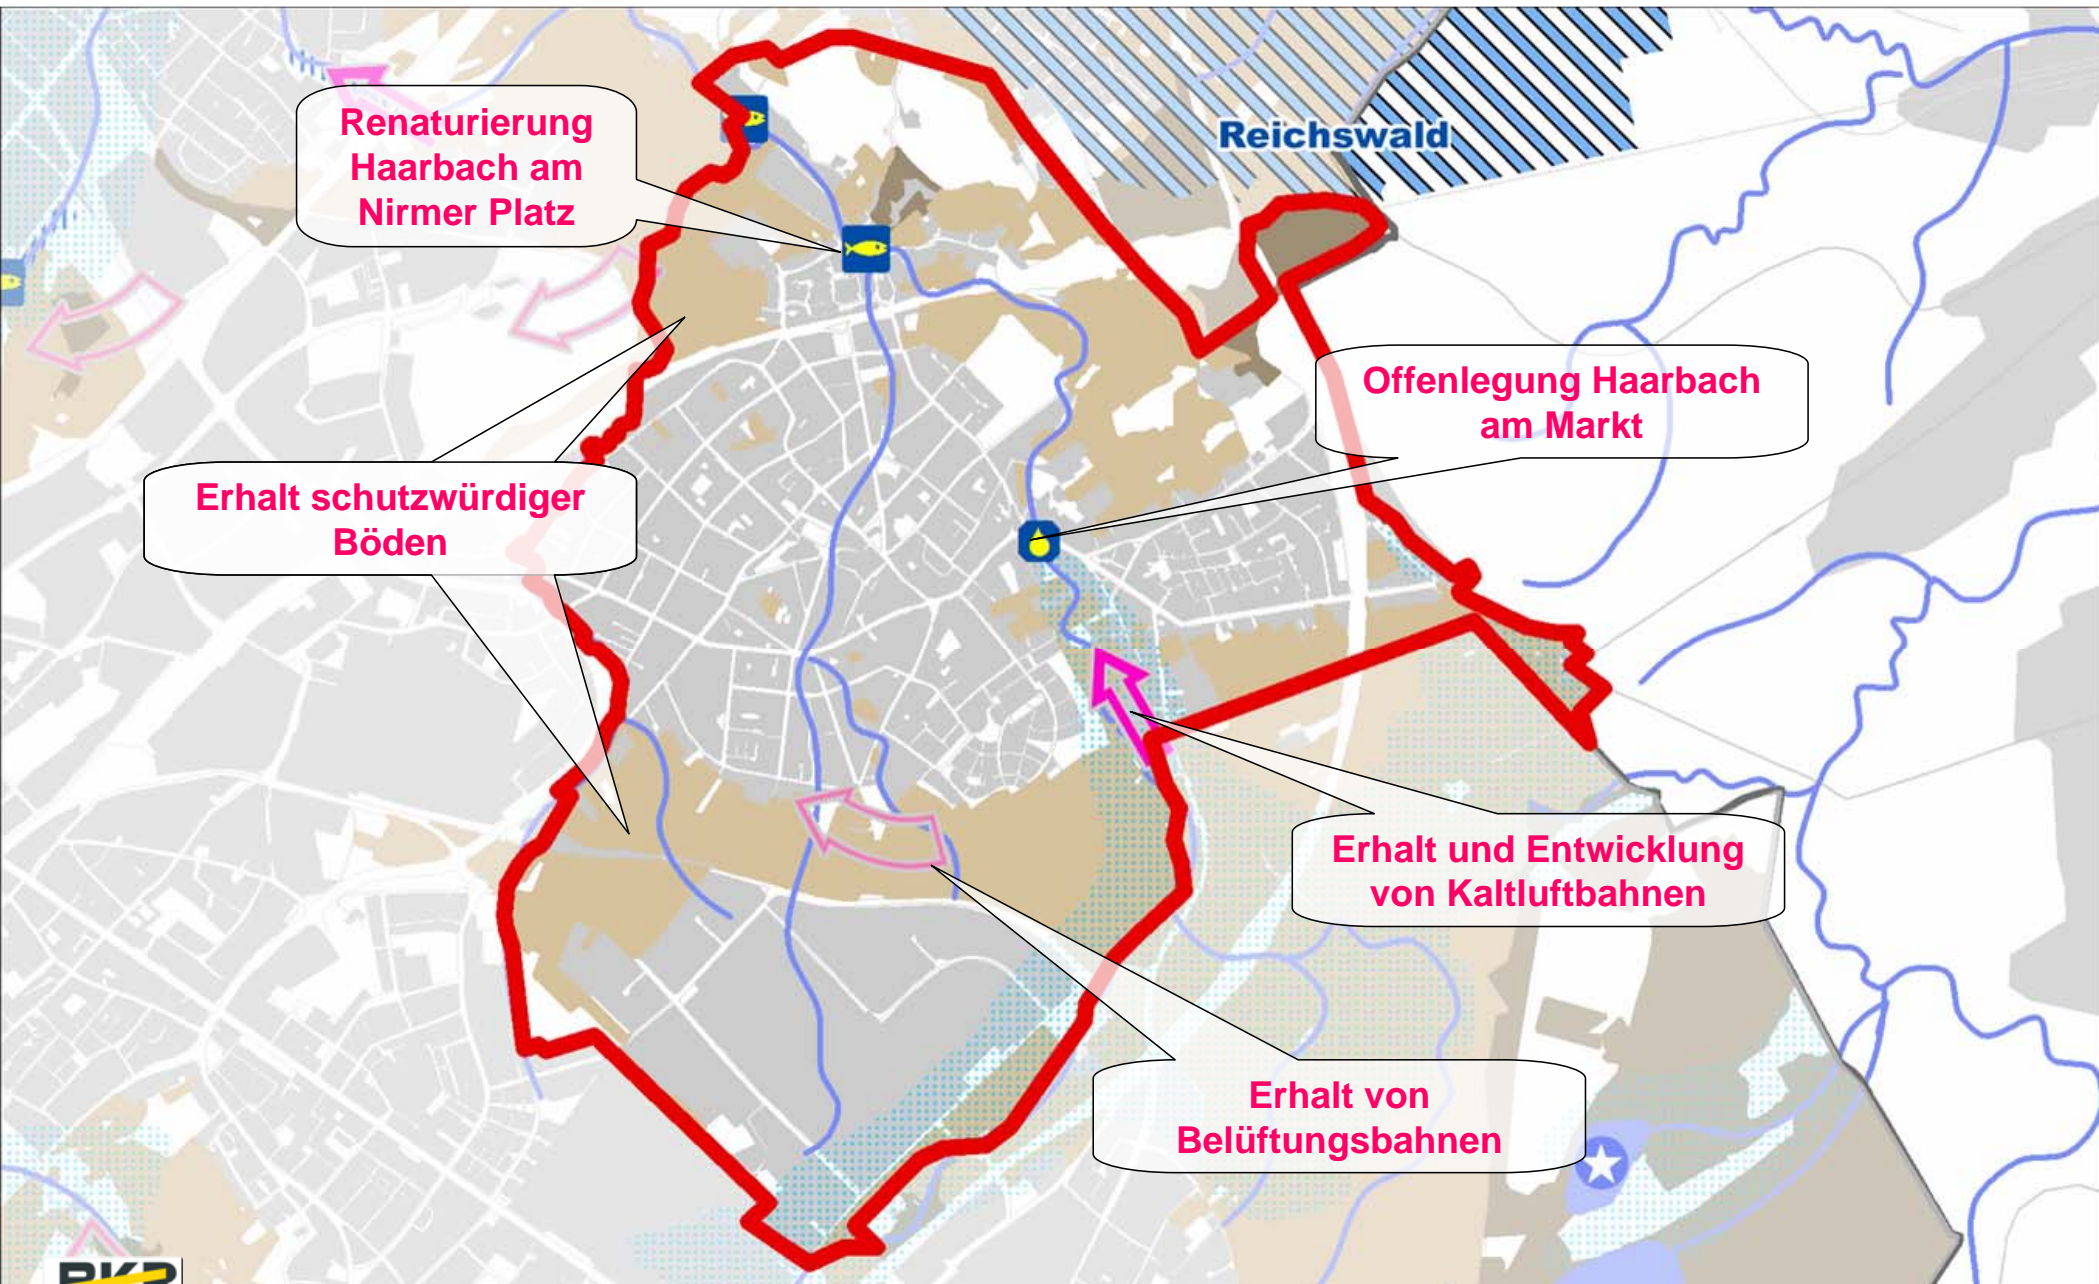 Renaturierung
Haarbach am
Nirmer Platz
Reichswald
Offenlegung Haarbach
am Markt
Erhalt schutzwürdiger
Böden
Erhalt und Entwicklung
von Kaltluftbahnen
Erhalt von
Belüftungsbahnen